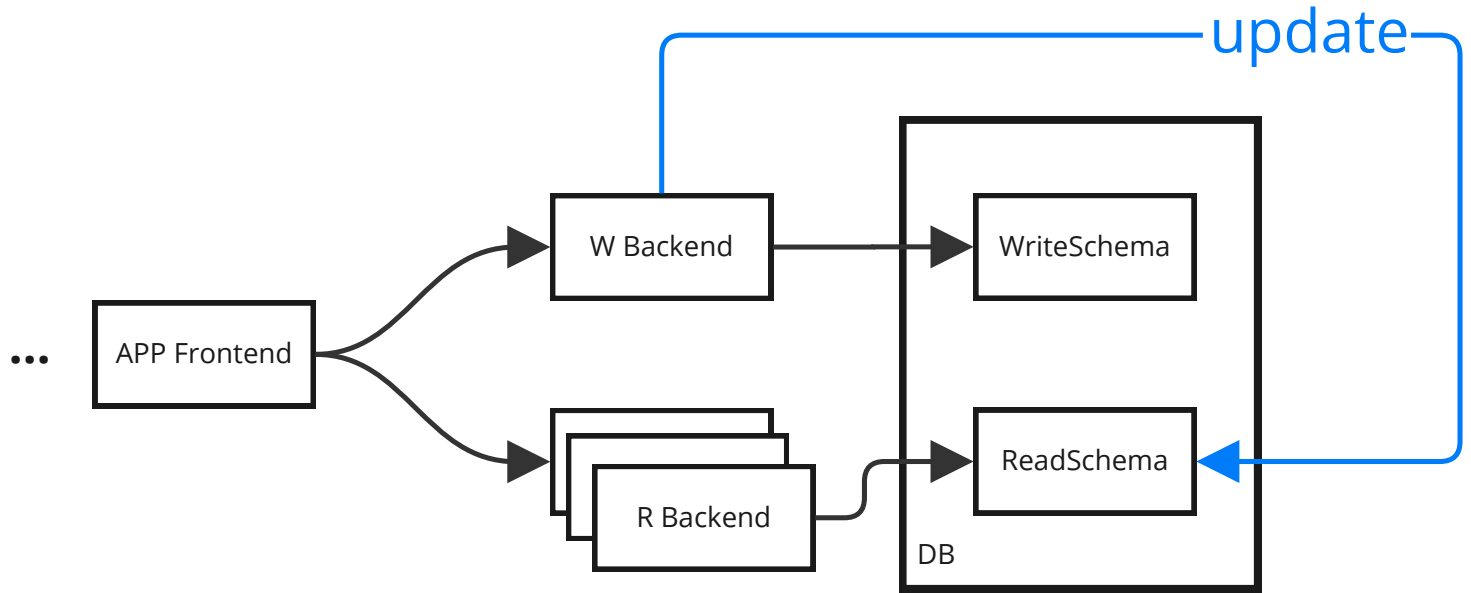 update
W Backend
WriteSchema
...
APP Frontend
ReadSchema
R Backend
DB